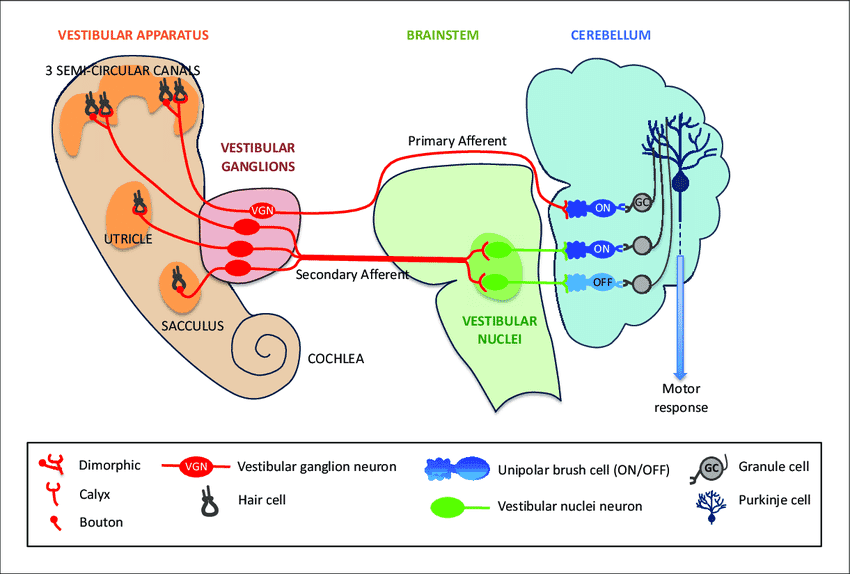 VESTIBULAR APPARATUS
BRAINSTEM
CEREBELLUM
3 SEMI-CIRCULAR CANALS
Primary Afferent
VESTIBULAR
GANGLIONS
VGN
GC
ON
UTRICLE
ON
Secondary Afferent
OFF
SACCULUS
VESTIBULAR
NUCLEI
COCHLEA
Motor
response
Dimorphic
VGN
Vestibular ganglion neuron
Unipolar brush cell (ON/OFF)
GC
Granule cell
Calyx
Hair cell
Vestibular nuclei neuron
Purkinje cell
Bouton